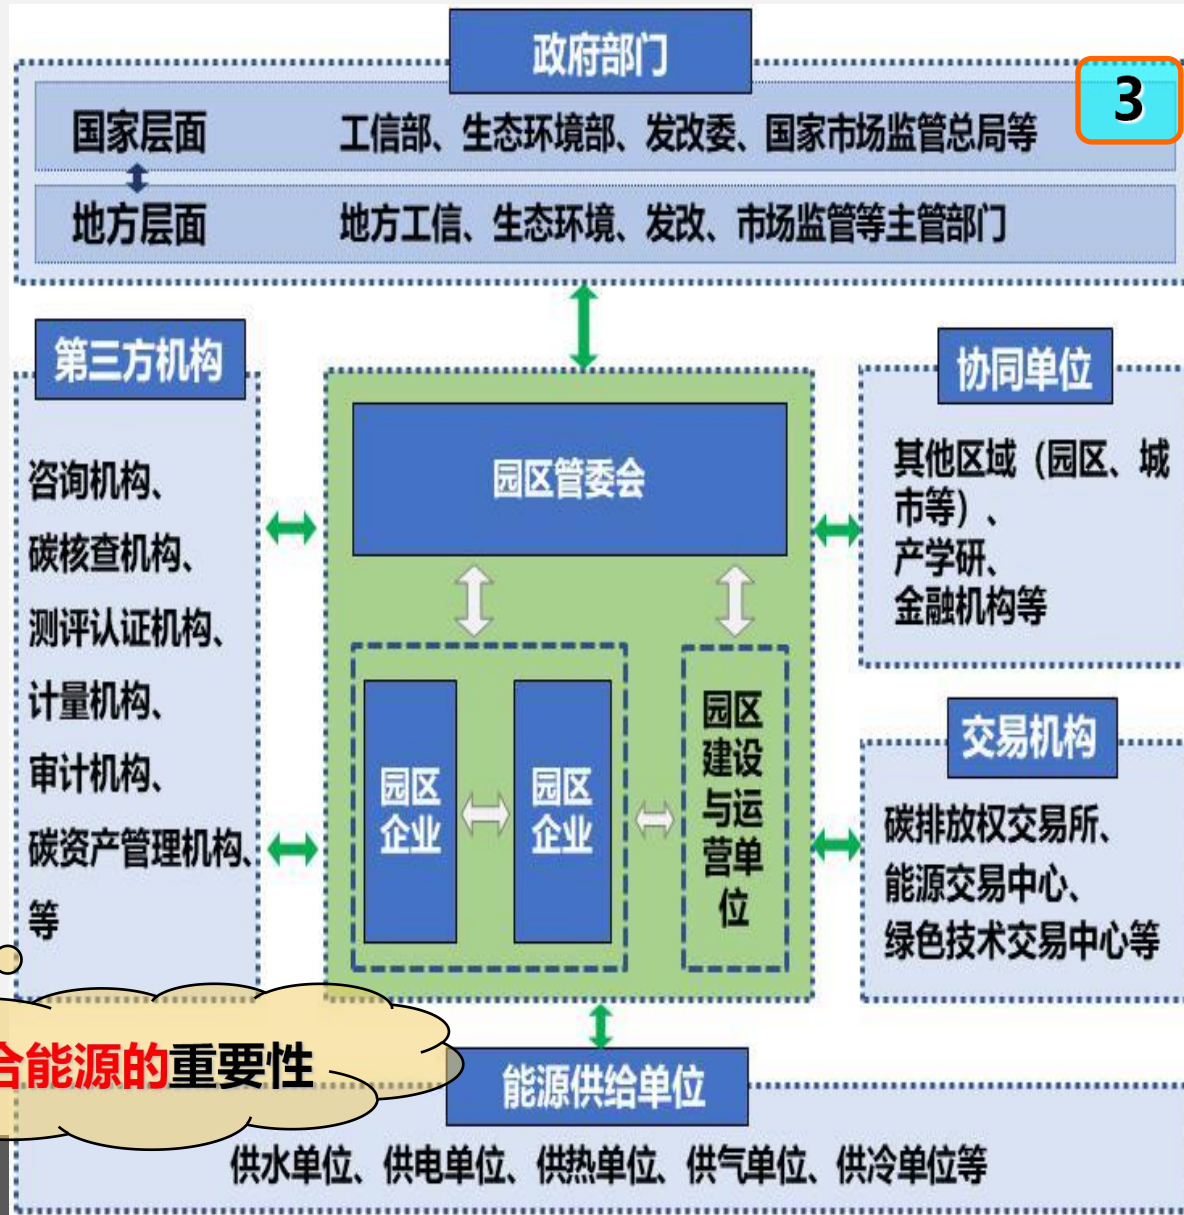 政府部门
3
国家层面 工信部、生态环境部、发改委、国家市场监管总局等
地方层面 地方工信、生态环境、发改、市场监管等主管部门
第三方机构
咨询机构、
碳核查机构、
测评认证机构、
计量机构、
审计机构、
碳资产管理机构、
等
园区管委会
园区
企业
园区
企业
园区
建设
与运
营单
位
协同单位
其他区域（园区、城
市等）、
产学研、
金融机构等
交易机构
碳排放权交易所、
能源交易中心、
绿色技术交易中心等
合能源的重要性
能源供给单位
供水单位、供电单位、供热单位、供气单位、供冷单位等